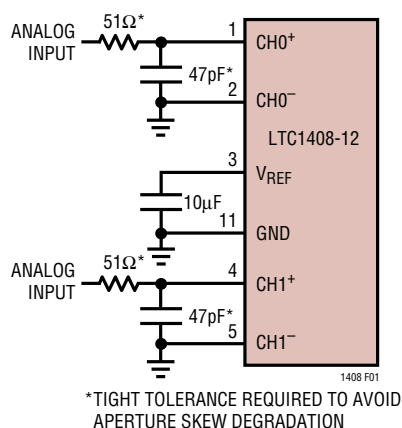 ANALOG
INPUT
51Ω*
47pF*
1
CH0+
2
CH0–
LTC1408-12
3
VREF
10µF
11
GND
ANALOG
INPUT
51Ω*
47pF*
4
CH1+
5
CH1–
1408 F01
*TIGHT TOLERANCE REQUIRED TO AVOID
APERTURE SKEW DEGRADATION